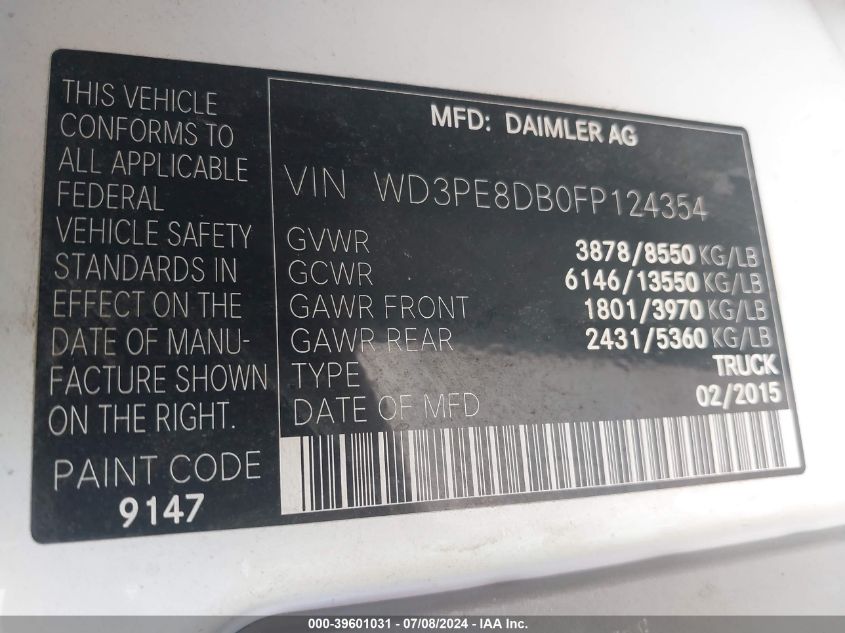 THIS VEHICLE
CONFORMS TO
ALL APPLICABLE
FEDERAL
VEHICLE SAFETY
STANDARDS IN
EFFECT ON THE
DATE OF MANU-
FACTURE SHOWN
ON THE RIGHT.
PAINT CODE
9147
MFD: DAIMLER AG
VIN WD3PE8DB0FP124354
GVWR 3878/8550 KG/LB
GCWR 6146/13550 KG/LB
GAWR FRONT 1801/3970 KG/LB
GAWR REAR 2431/5360 KG/LB
TYPE TRUCK
DATE OF MFD 02/2015
000-39601031 - 07/08/2024 - IAA Inc.